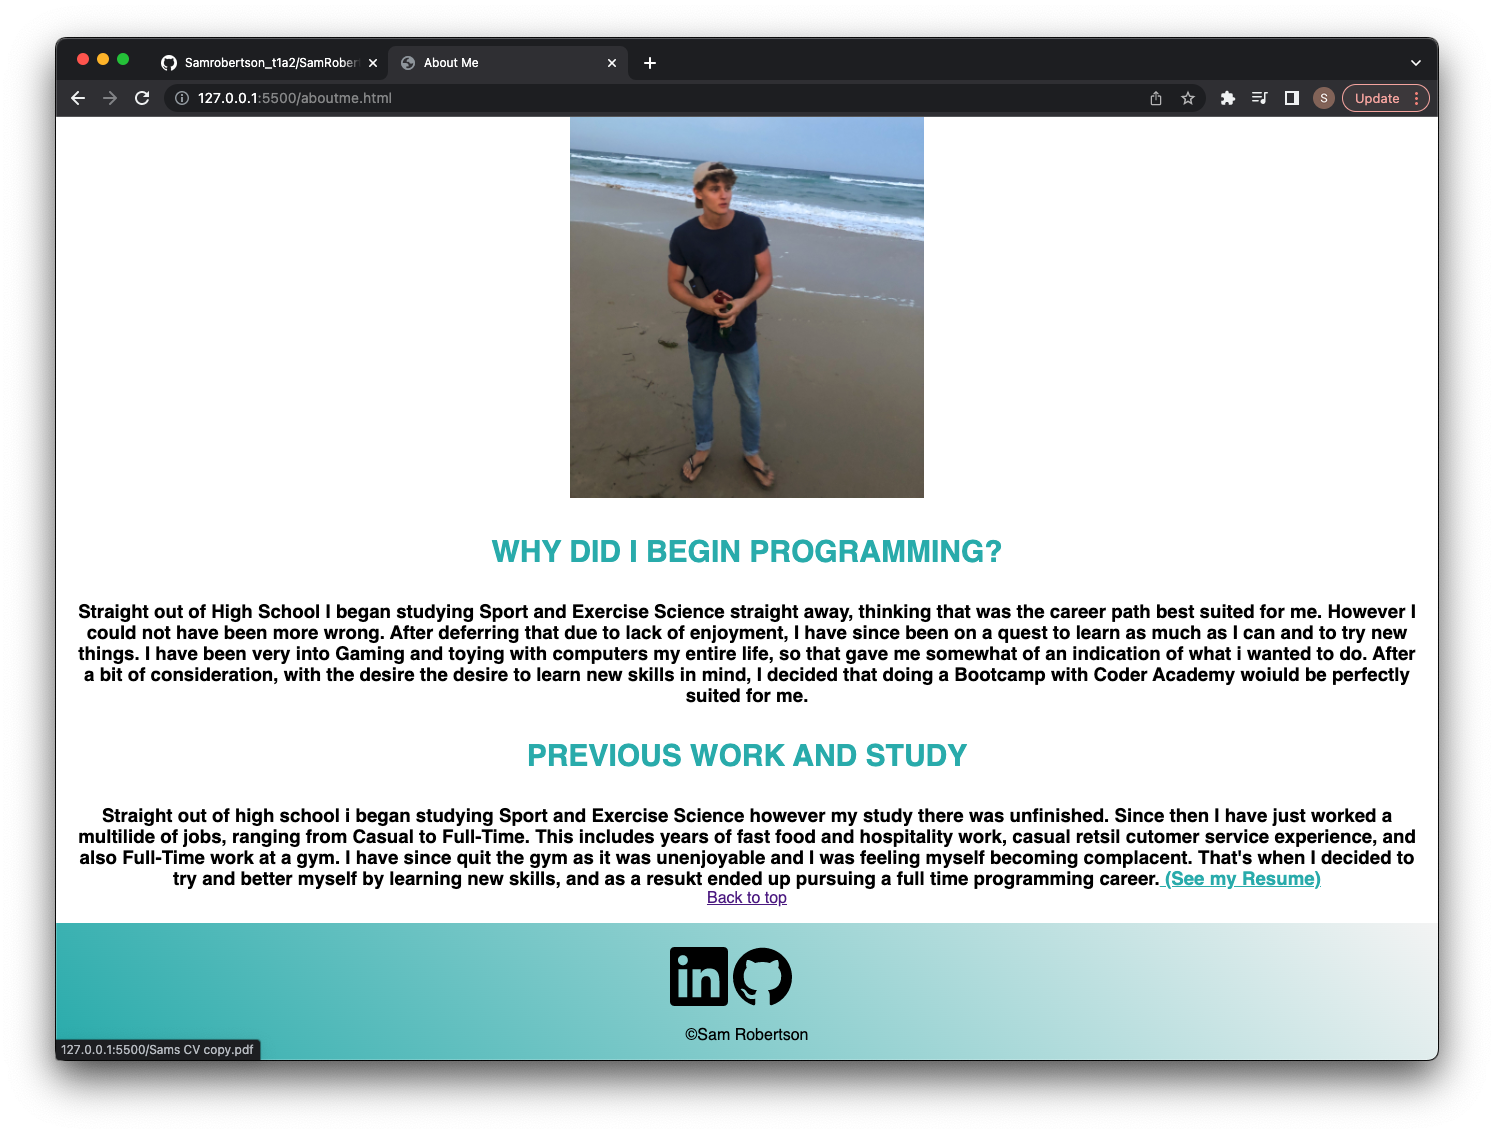 Samrobertson_t1a2/SamRober
About Me
127.0.0.1:5500/aboutme.html
S
Update
WHY DID I BEGIN PROGRAMMING?
Straight out of High School I began studying Sport and Exercise Science straight away, thinking that was the career path best suited for me. However I
could not have been more wrong. After deferring that due to lack of enjoyment, I have since been on a quest to learn as much as I can and to try new
things. I have been very into Gaming and toying with computers my entire life, so that gave me somewhat of an indication of what i wanted to do. After
a bit of consideration, with the desire the desire to learn new skills in mind, I decided that doing a Bootcamp with Coder Academy woiuld be perfectly
suited for me.
PREVIOUS WORK AND STUDY
Straight out of high school i began studying Sport and Exercise Science however my study there was unfinished. Since then I have just worked a
multilide of jobs, ranging from Casual to Full-Time. This includes years of fast food and hospitality work, casual retsil cutomer service experience, and
also Full-Time work at a gym. I have since quit the gym as it was unenjoyable and I was feeling myself becoming complacent. That's when I decided to
try and better myself by learning new skills, and as a resukt ended up pursuing a full time programming career. (See my Resume)
Back to top
in
©Sam Robertson
127.0.0.1:5500/Sams CV copy.pdf